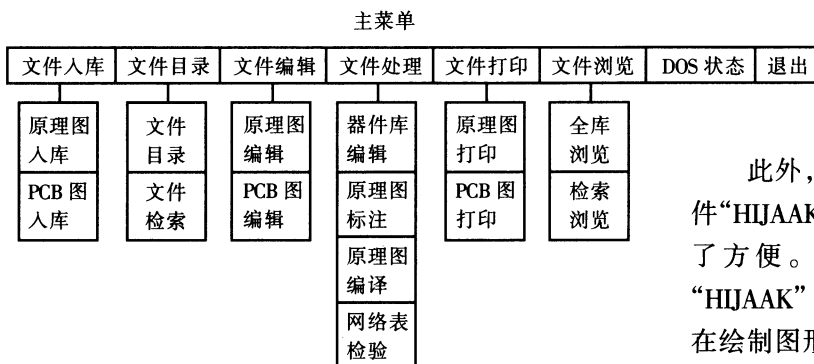 主菜单
文件入库 文件目录 文件编辑 文件处理 文件打印 文件浏览 DOS 状态 退出
原理图
入库
PCB 图
入库
文件
目录
文件
检索
原理图
编辑
PCB 图
编辑
器件库
编辑
原理图
标注
原理图
编译
网络表
检验
原理图
打印
PCB 图
打印
全库
浏览
检索
浏览
此外，
件“HIJAAK
了方便。
“HIJAAK”
在绘制图形